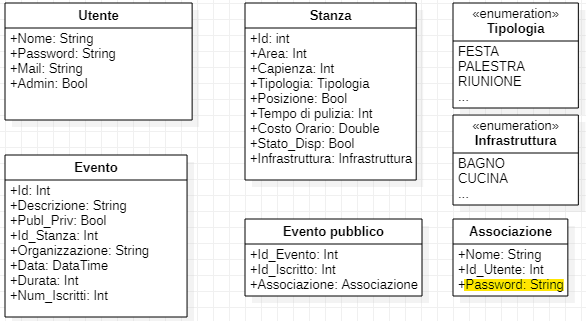 Utente
+Nome: String
+Password: String
+Mail: String
+Admin: Bool
Stanza
+Id: int
+Area: Int
+Capienza: Int
+Tipologia: Tipologia
+Posizione: Bool
+Tempo di pulizia: Int
+Costo Orario: Double
+Stato_Disp: Bool
+Infrastruttura: Infrastruttura
«enumeration»
Tipologia
FESTA
PALESTRA
RIUNIONE
...
«enumeration»
Infrastruttura
BAGNO
CUCINA
...
Evento
+Id: Int
+Descrizione: String
+Publ_Priv: Bool
+Id_Stanza: Int
+Organizzazione: String
+Data: DataTime
+Durata: Int
+Num_Iscritti: Int
Evento pubblico
+Id_Evento: Int
+Id_Iscritto: Int
+Associazione: Associazione
Associazione
+Nome: String
+Id_Utente: Int
+Password: String